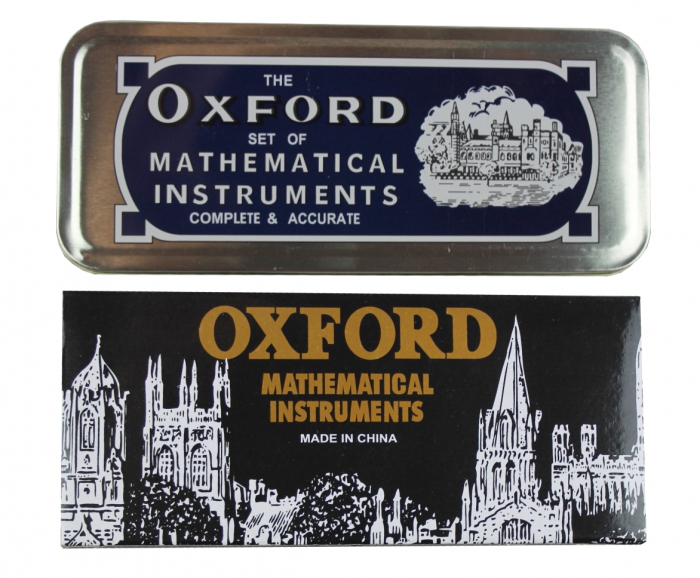 THE
OXFORD
SET OF
MATHEMATICAL
INSTRUMENTS
COMPLETE & ACCURATE
OXFORD
MATHEMATICAL
INSTRUMENTS
MADE IN CHINA